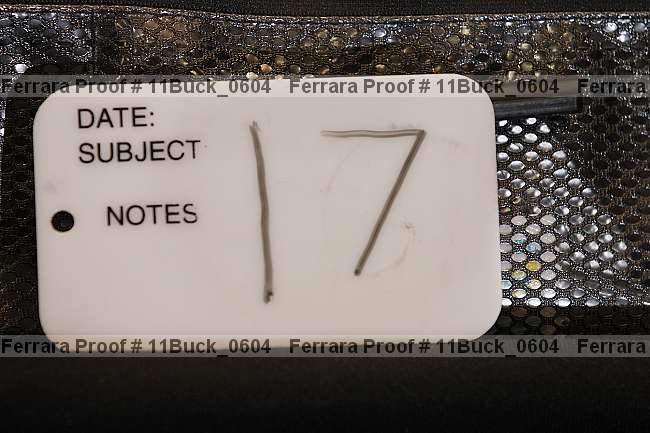 Ferrara Proof # 11Buck_0604 Ferrara Proof # 11Buck_0604 Ferrara
DATE:
SUBJECT
17
NOTES
Ferrara Proof # 11Buck_0604 Ferrara Proof # 11Buck_0604 Ferrara